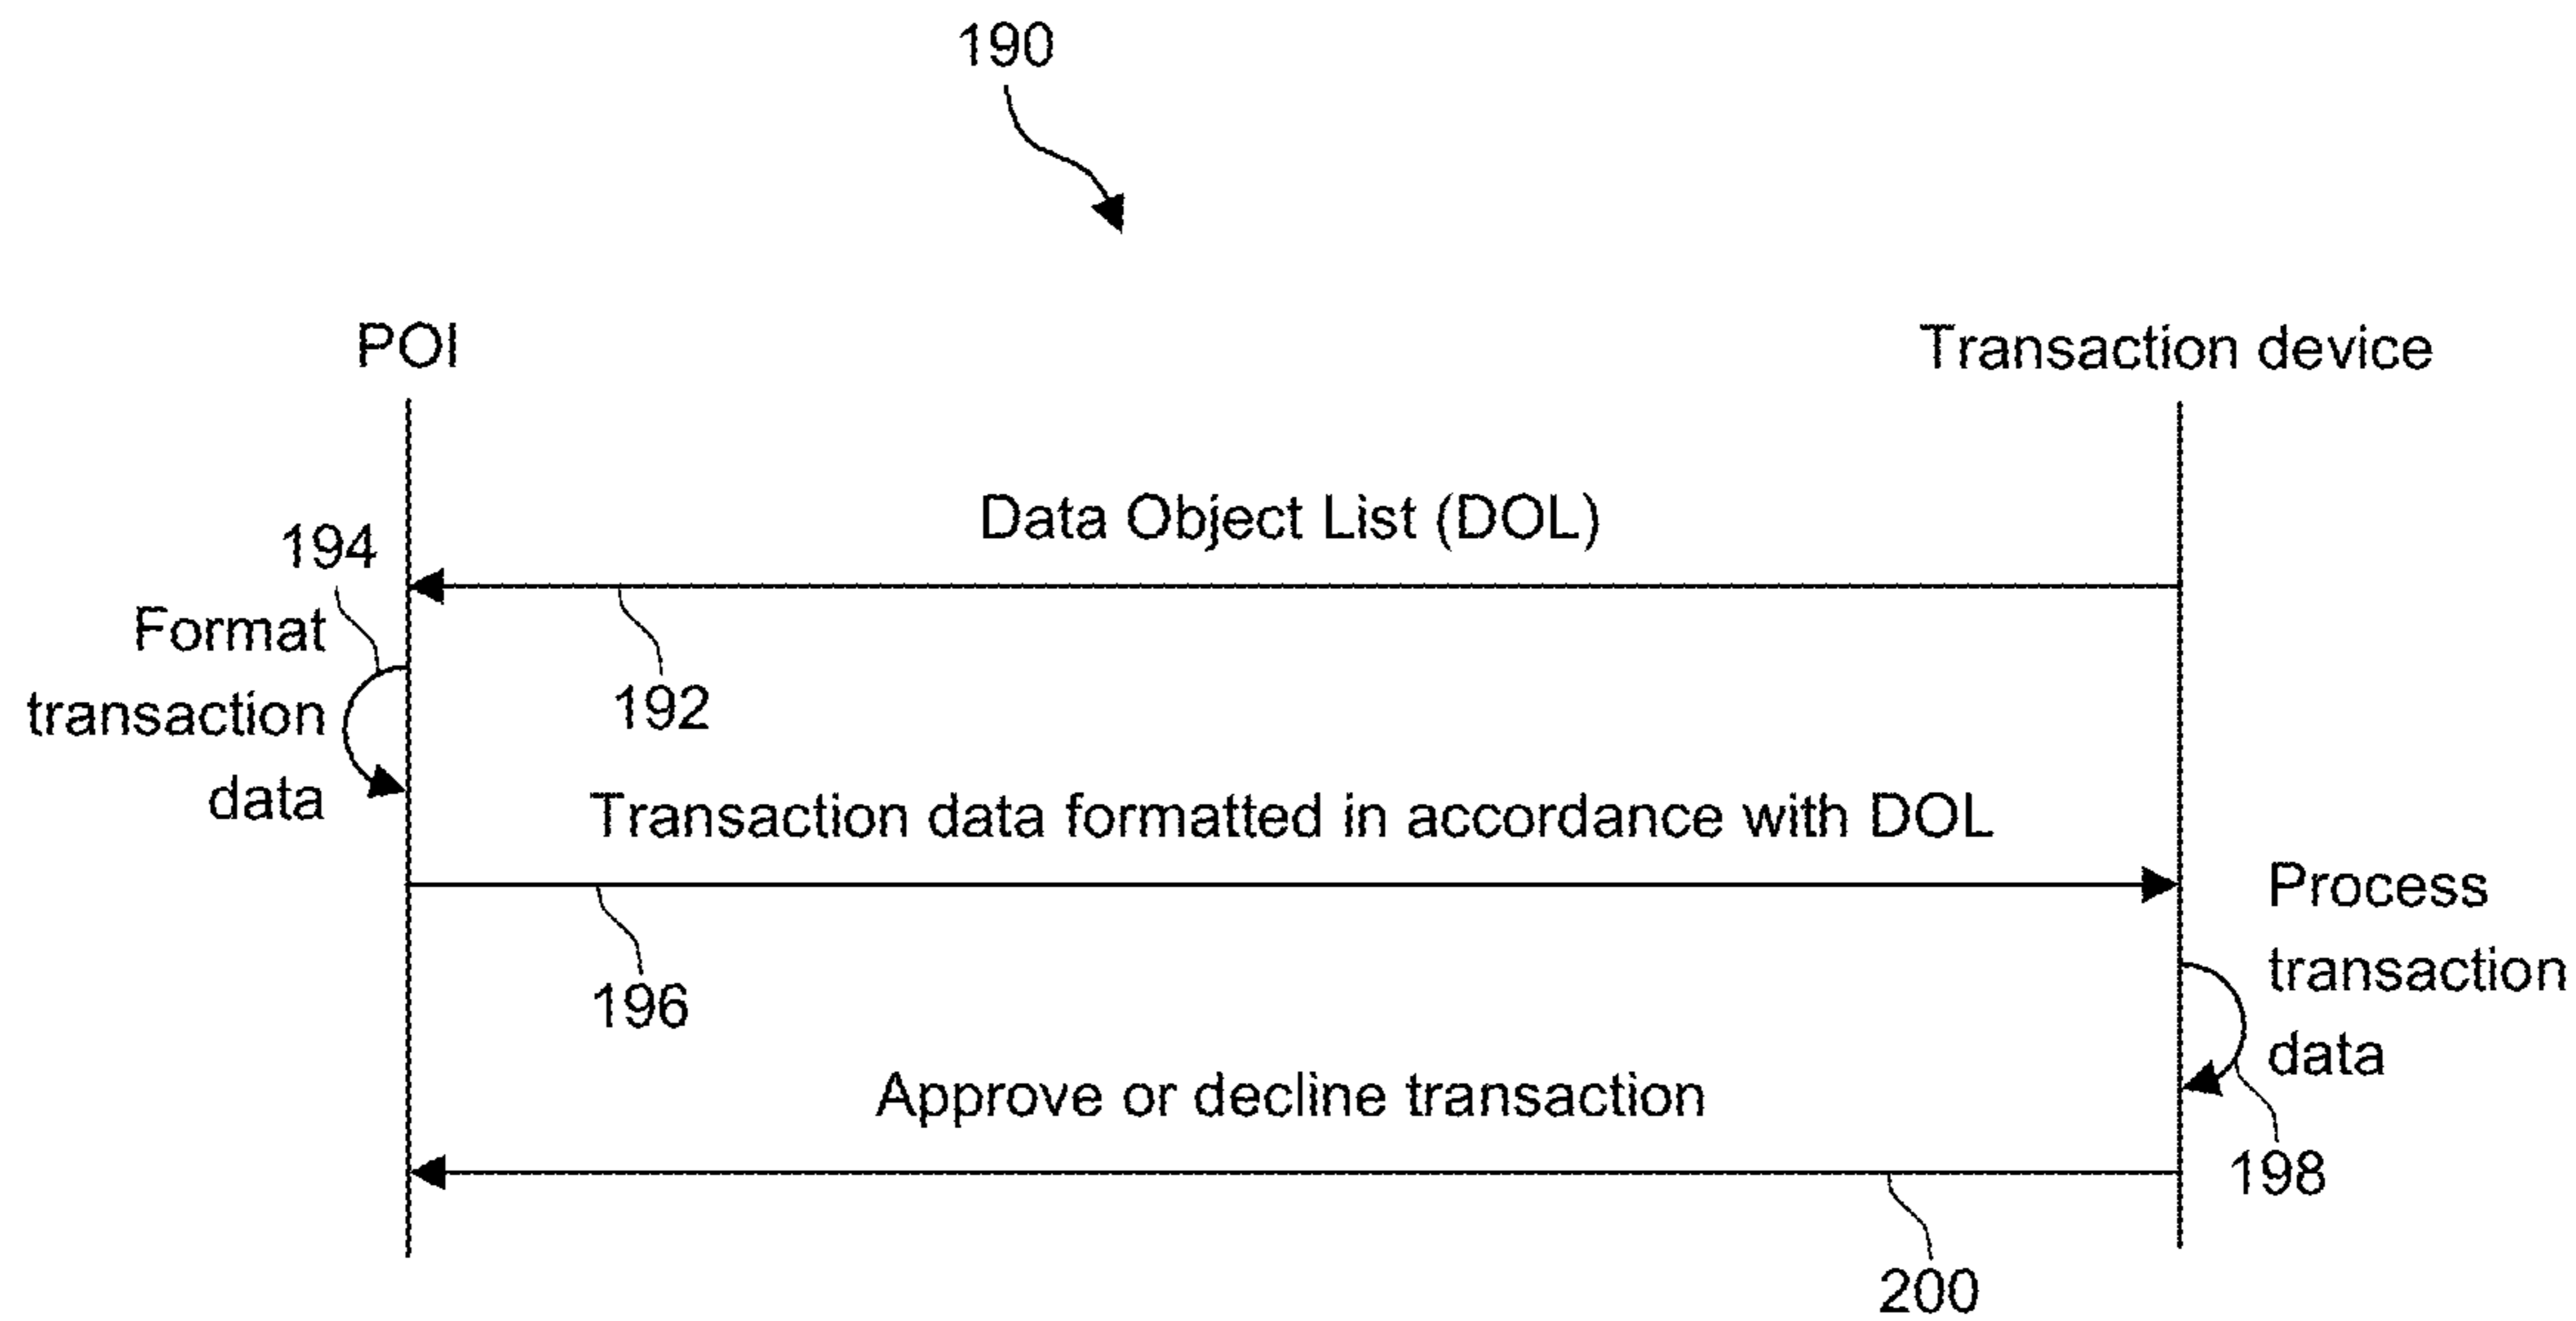 190
POI
Transaction device
Data Object List (DOL)
194
Format
transaction
data
192
Transaction data formatted in accordance with DOL
196
Process
transaction
data
198
Approve or decline transaction
200